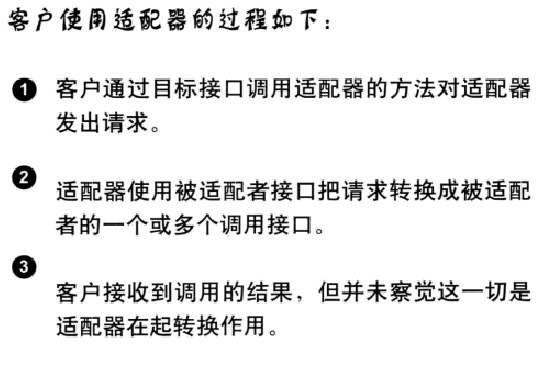 客户使用适配器的过程如下：
1 客户通过目标接口调用适配器的方法对适配器
发出请求。
2 适配器使用被适配者接口把请求转换成被适配
者的一个或多个调用接口。
3 客户接收到调用的结果，但并未察觉这一切是
适配器在起转换作用。